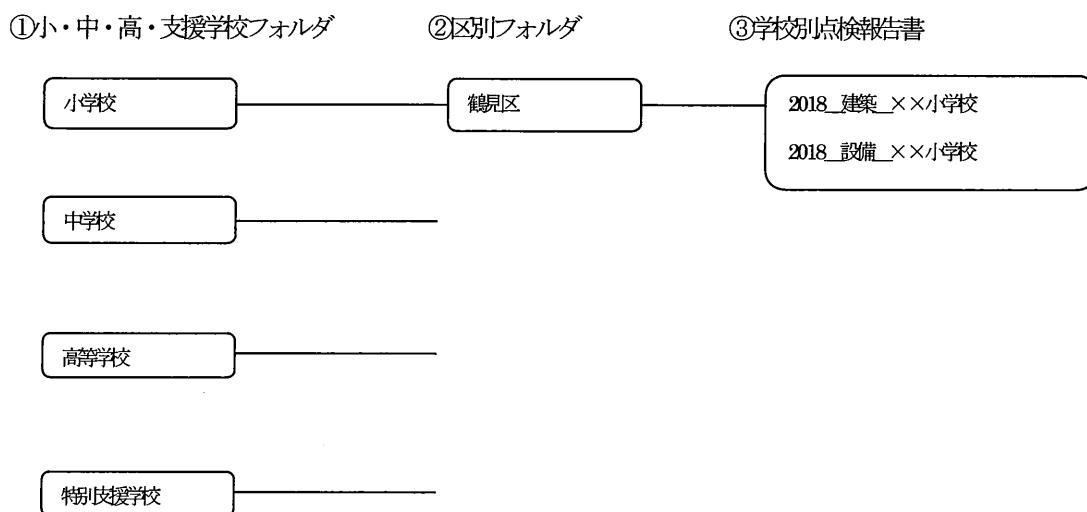 ①小・中・高・支援学校フォルダ ②区別フォルダ ③学校別点検報告書
小学校 鶴見区 2018_建築_××小学校
2018_設備_××小学校
中学校
高等学校
特別支援学校